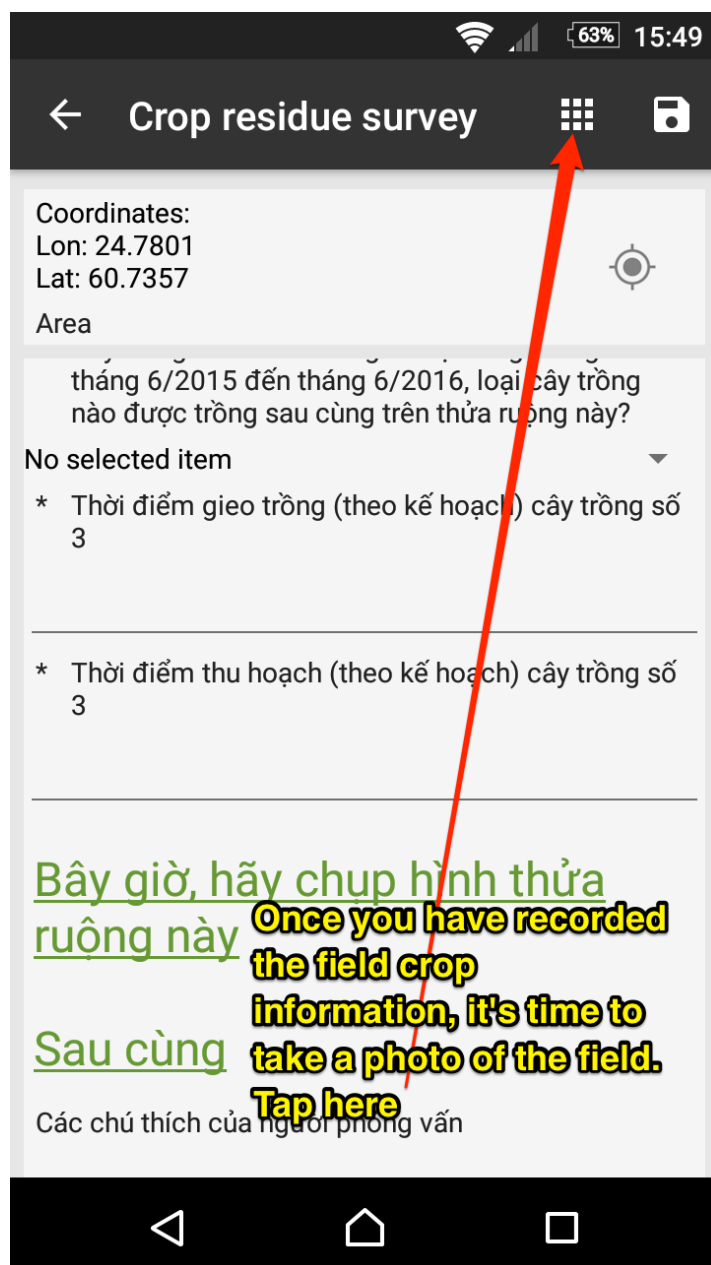 63% 15:49
Crop residue survey
Coordinates:
Lon: 24.7801
Lat: 60.7357
Area
tháng 6/2015 đến tháng 6/2016, loại cây trồng
nào được trồng sau cùng trên thửa ruộng này?
No selected item
* Thời điểm gieo trồng (theo kế hoạch) cây trồng số
3
* Thời điểm thu hoạch (theo kế hoạch) cây trồng số
3
Bây giờ, hãy chụp hình thửa
ruộng này
Once you have recorded
the field crop
information, it's time to
take a photo of the field.
Tap here
Sau cùng
Các chú thích của người phỏng vấn